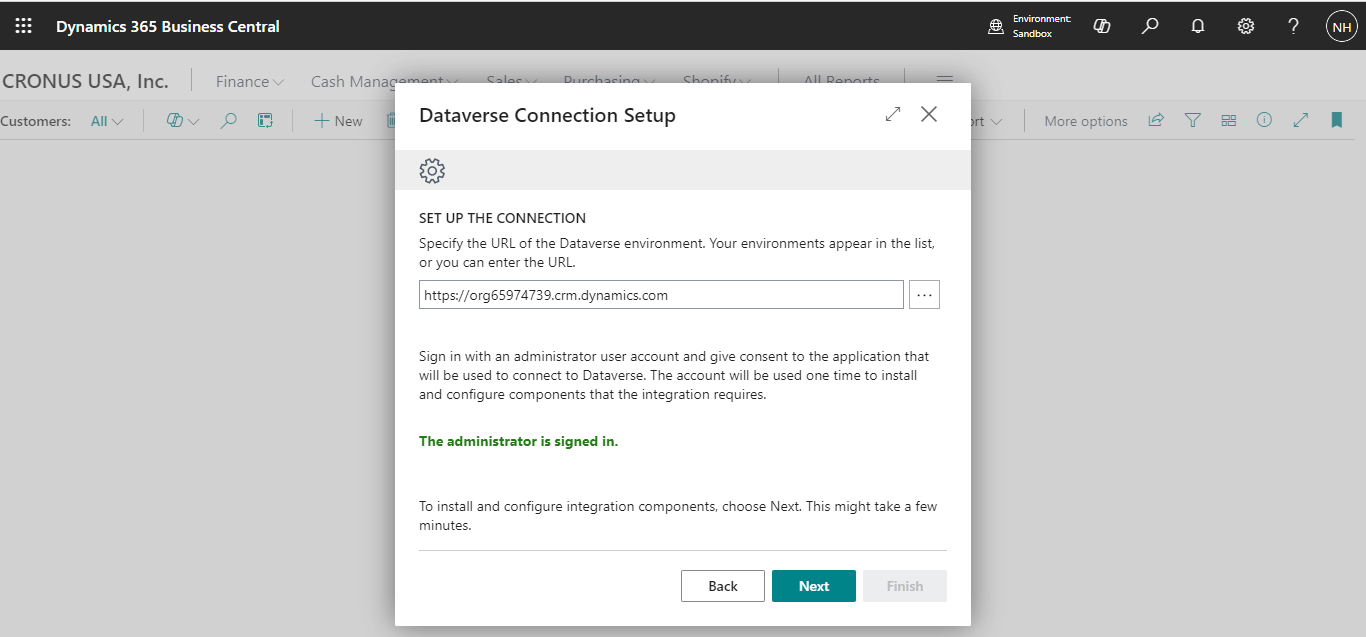 Dynamics 365 Business Central
Environment:
Sandbox
NH
CRONUS USA, Inc.
Finance
Cash Management
Sales
Purchasing
Shopify
All Reports
Customers:
All
New
More options
Dataverse Connection Setup
SET UP THE CONNECTION
Specify the URL of the Dataverse environment. Your environments appear in the list,
or you can enter the URL.
https://org65974739.crm.dynamics.com
...
Sign in with an administrator user account and give consent to the application that
will be used to connect to Dataverse. The account will be used one time to install
and configure components that the integration requires.
The administrator is signed in.
To install and configure integration components, choose Next. This might take a few
minutes.
Back
Next
Finish